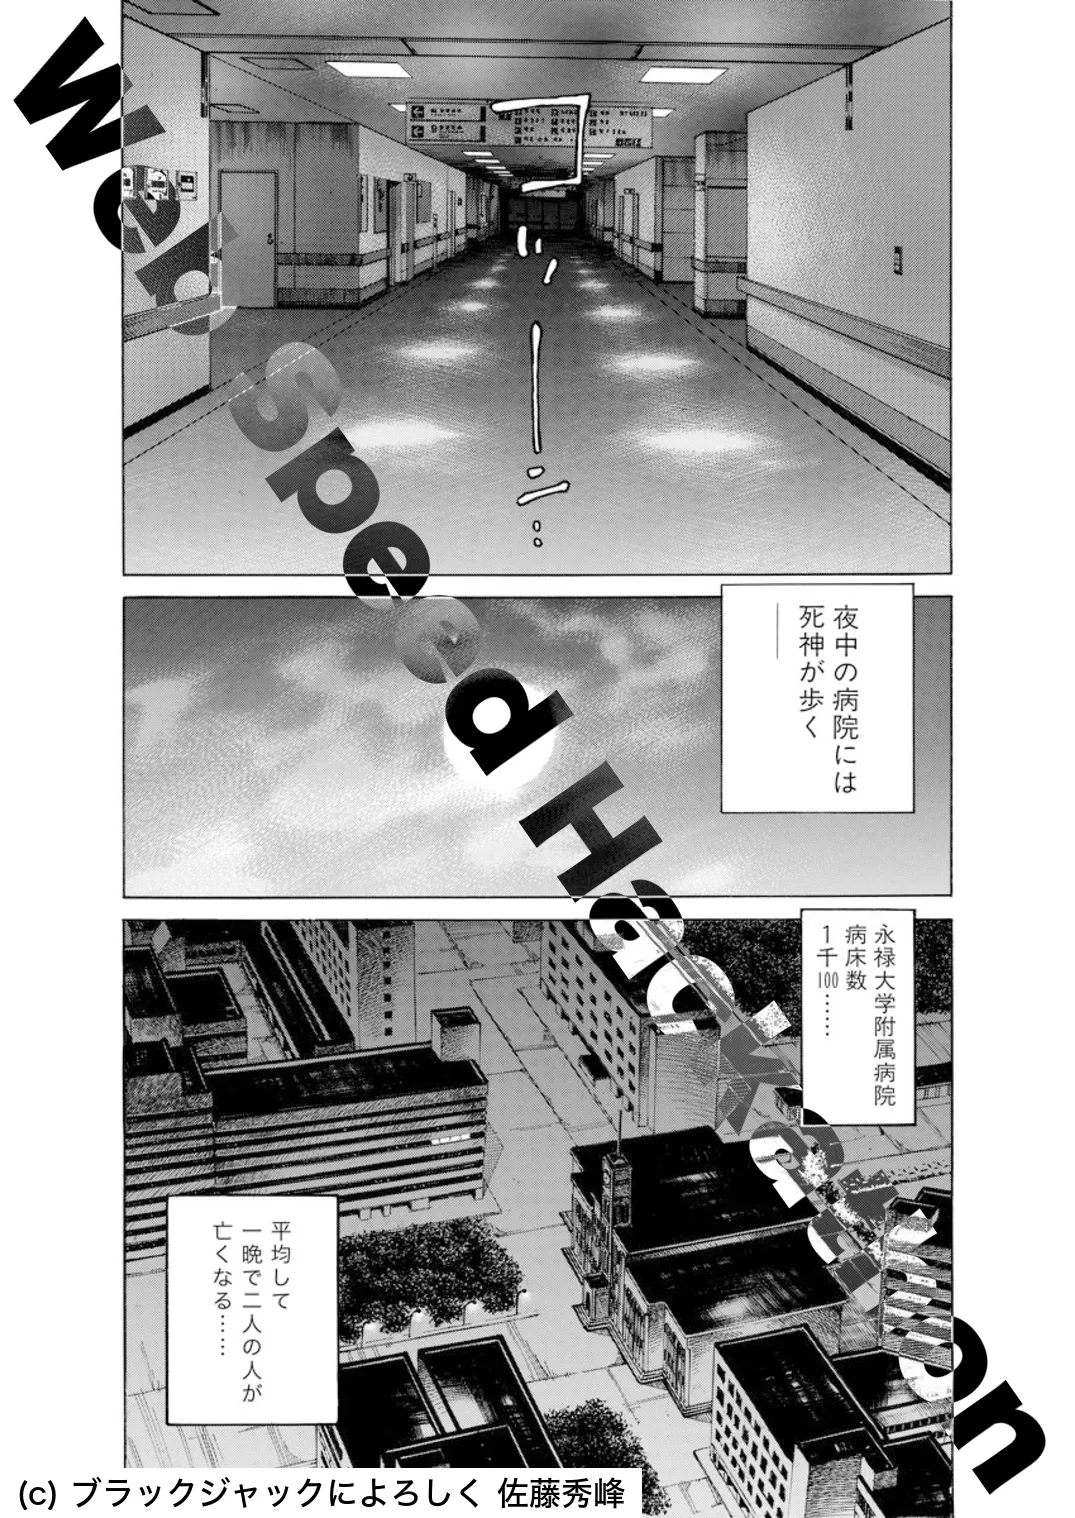 コツ
ーン…
夜中の病院には
死神が歩く
――
永禄大学附属病院
病床数
1千100……
平均して
一晩で二人の人が
亡くなる……
Web Speed Hackathon
(c) ブラックジャックによろしく 佐藤秀峰